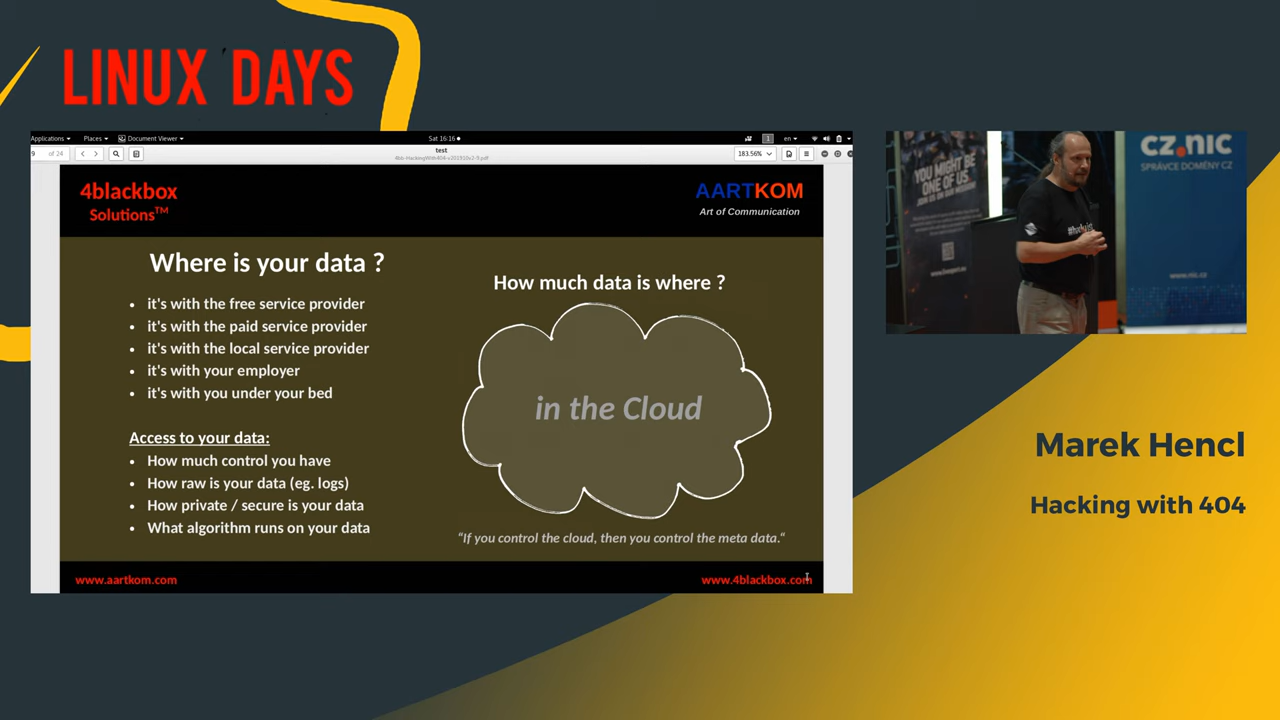 LINUX DAYS
Applications
Places
Document Viewer
Sat 16:16
1
en
9
of 24
test
183.56%
4blackbox
Solutions™
AARTKOM
Art of Communication
Where is your data ?
• it's with the free service provider
• it's with the paid service provider
• it's with the local service provider
• it's with your employer
• it's with you under your bed
Access to your data:
• How much control you have
• How raw is your data (eg. logs)
• How private / secure is your data
• What algorithm runs on your data
How much data is where ?
in the Cloud
"If you control the cloud, then you control the meta data."
www.aartkom.com
www.4blackbox.com
YOU MIGHT BE
ONE OF US
CZ.NIC
SPRÁVCE DOMÉNY CZ
www.nic.cz
Marek Hencl
Hacking with 404